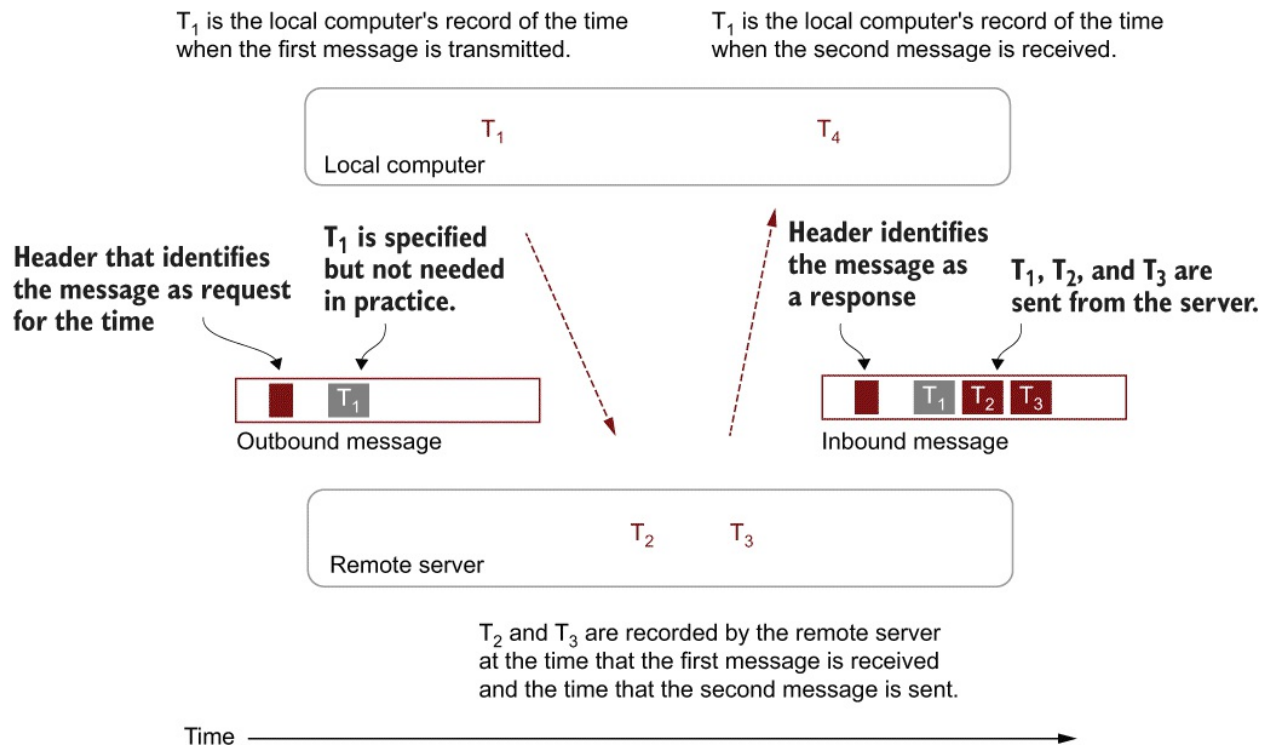 T₁ is the local computer's record of the time
when the first message is transmitted.
T₁ is the local computer's record of the time
when the second message is received.
T₁
T₄
Local computer
Header that identifies
the message as request
for the time
T₁ is specified
but not needed
in practice.
Header identifies
the message as
a response
T₁, T₂, and T₃ are
sent from the server.
T₁
Outbound message
T₁ T₂ T₃
Inbound message
T₂
T₃
Remote server
T₂ and T₃ are recorded by the remote server
at the time that the first message is received
and the time that the second message is sent.
Time